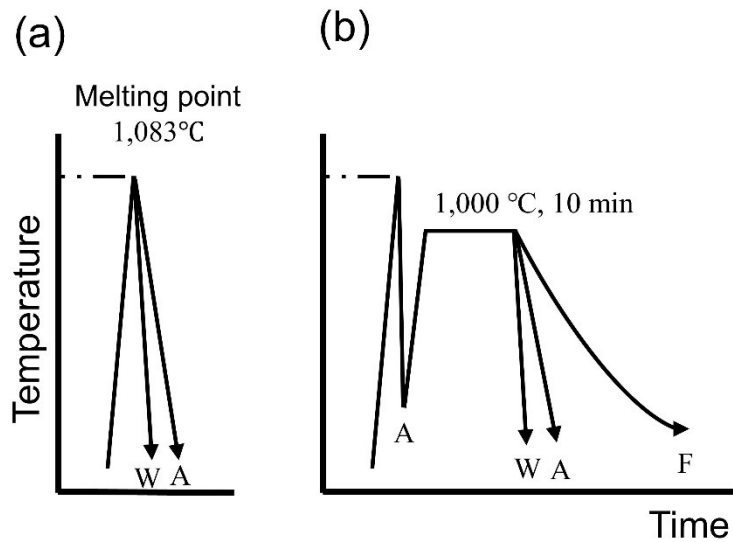 (a)
Melting point
1,083℃
Temperature
W A
(b)
1,000 ℃, 10 min
A
W A
F
Time